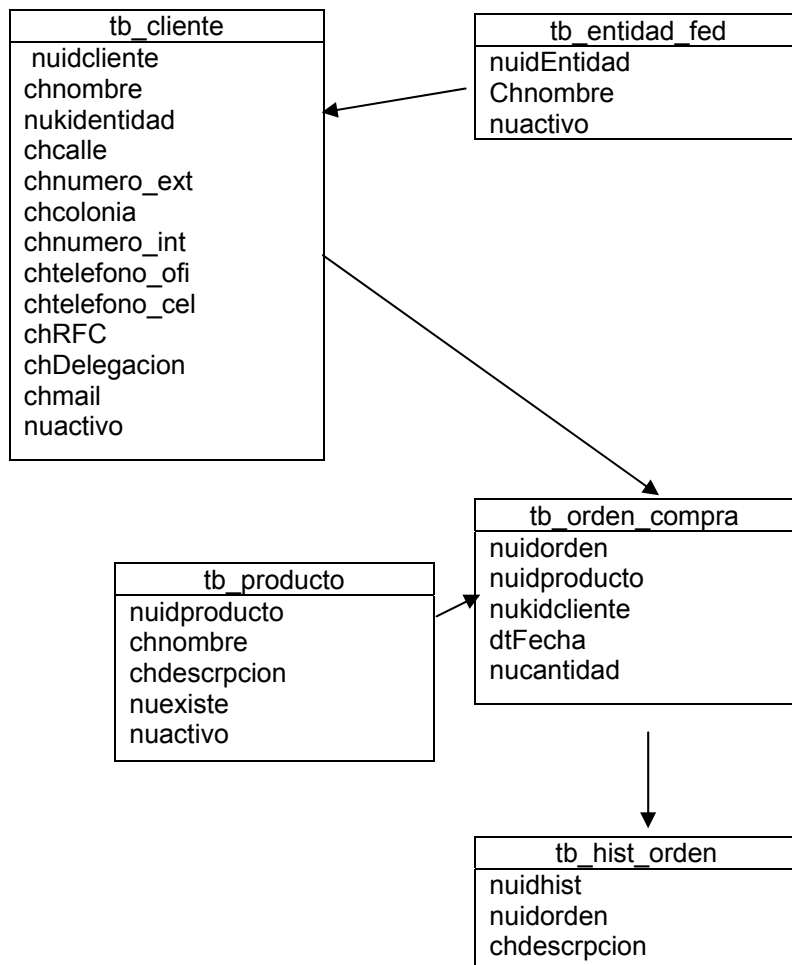 tb_cliente
nuidcliente
chnombre
nukidentidad
chcalle
chnumero_ext
chcolonia
chnumero_int
chtelefono_ofi
chtelefono_cel
chRFC
chDelegacion
chmail
nuactivo
tb_entidad_fed
nuidEntidad
Chnombre
nuactivo
tb_producto
nuidproducto
chnombre
chdescrpcion
nuexiste
nuactivo
tb_orden_compra
nuidorden
nuidproducto
nukidcliente
dtFecha
nucantidad
tb_hist_orden
nuidhist
nuidorden
chdescrpcion